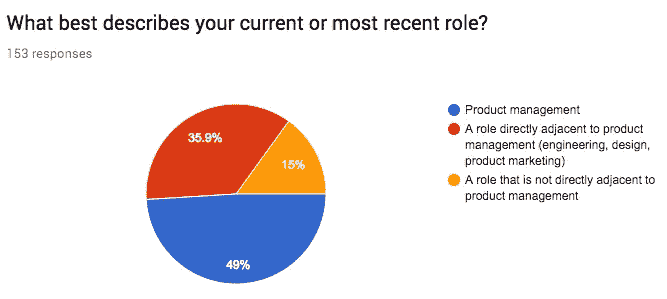 What best describes your current or most recent role?
153 responses
35.9%
15%
49%
Product management
A role directly adjacent to product
management (engineering, design,
product marketing)
A role that is not directly adjacent to
product management